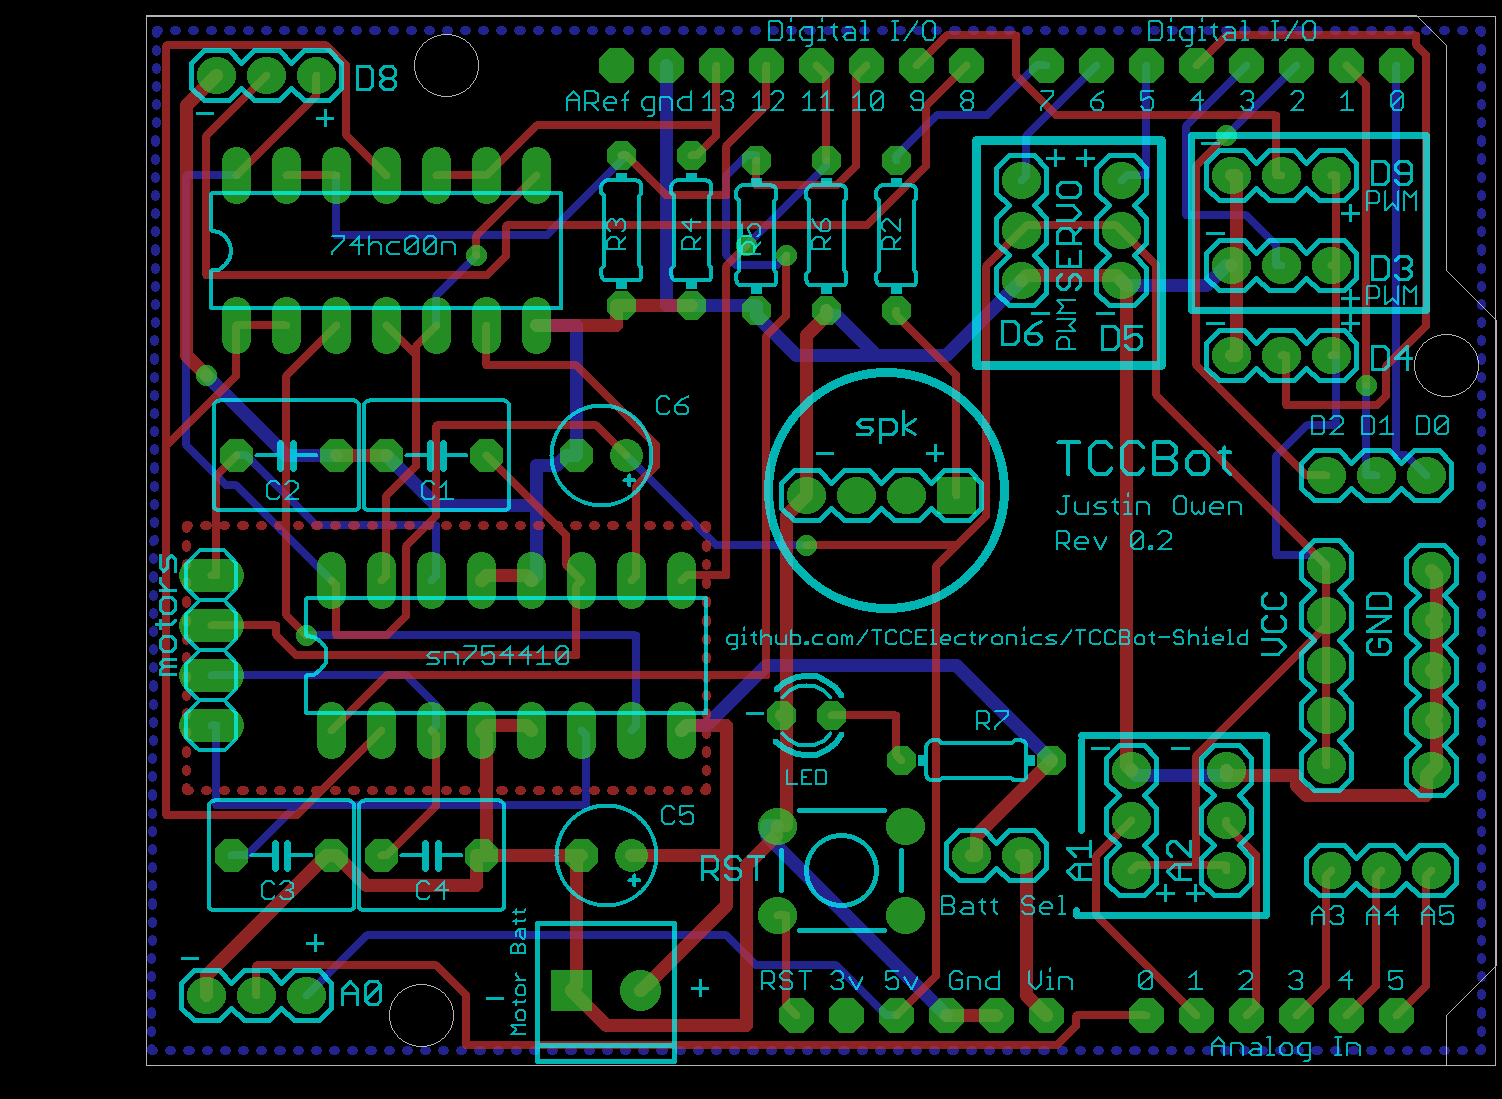 Digital I/O Digital I/O
D8
ARef gnd 13 12 11 10 9 8 7 6 5 4 3 2 1 0
- + + + -
D9
PWM
+
74hc00n R3 R4 R5 R6 R2 SERVO
-
D3
PWM
+
D6 - PWM - D5 - + D4
C6 spk D2 D1 D0
- +
TCCBot
C2 C1 +
Justin Owen
Rev 0.2
motors VCC GND
github.com/TCCElectronics/TCCBot-Shield
sn754410
- R7 - -
LED
C5
RST A1 A2
C3 C4 + + +
Batt Sel. A3 A4 A5
Motor Batt
- +
A0 - +
RST 3v 5v Gnd Vin 0 1 2 3 4 5
Analog In